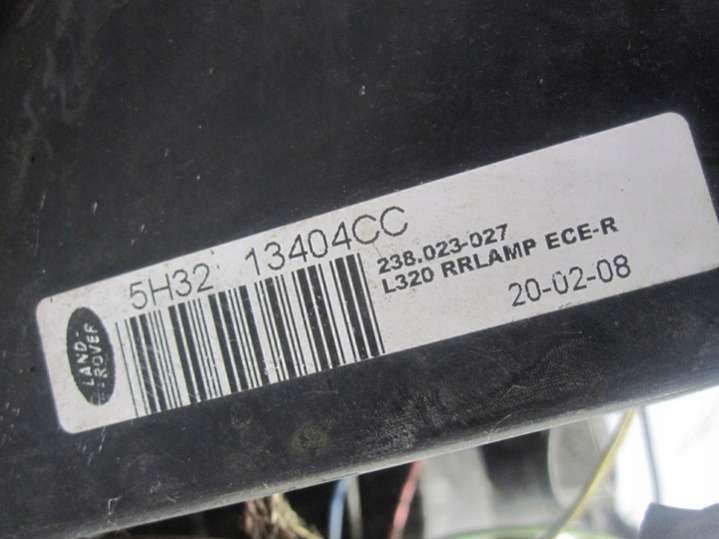 LAND-
ROVER
5H32 13404CC
238.023-027
L320 RRLAMP ECE-R
20-02-08